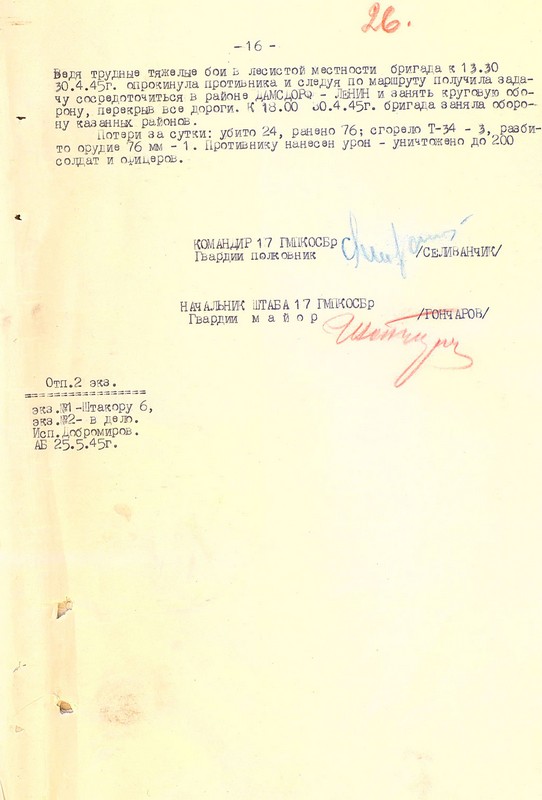 26.
-16-
Ведя трудные тяжелые бои в лесистой местности бригада к 13.30
30.4.45г. опрокинула противника и следуя по маршруту получила зада-
чу сосредоточиться в районе ДАМСДОРФ - ЛЕНИН и занять круговую обо-
рону, перекрыв все дороги. К 18.00 30.4.45г. бригада заняла оборо-
ну казанных районов.
Потери за сутки: убито 24, ранено 76; сгорело Т-34 - 3, разби-
то орудие 76 мм - 1. Противнику нанесен урон - уничтожено до 200
солдат и офицеров.
КОМАНДИР 17 ГМПКОСБр
Гвардии полковник /СЕЛИВАНЧИК/
НАЧАЛЬНИК ШТАБА 17 ГМПКОСБр
Гвардии м а й о р /ГОНЧАРОВ/
Отп.2 экз.
==================
экз.№1-Штакору 6,
экз.№2- в дело.
Исп.Добромиров.
АБ 25.5.45г.